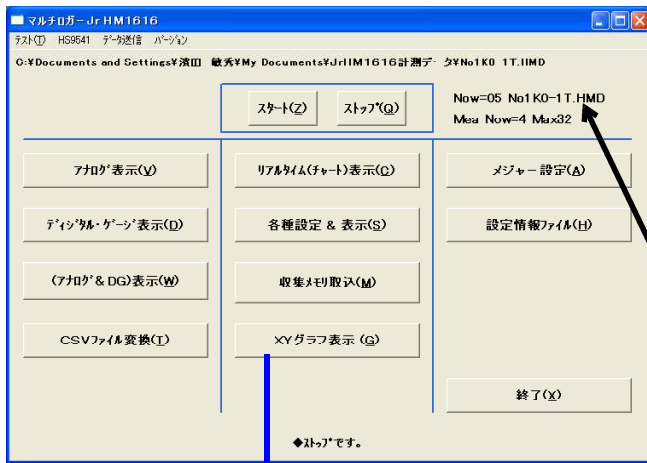 マルチロガーJr HM1616
テスト(T) HS9541 データ送信 バージョン
C:¥Documents and Settings¥濱田 敏秀¥My Documents¥JrHM1616計測データ¥No1K0 1T.HMD
スタート(Z) ストップ(Q)
Now=05 No1K0-1T.HMD
Mea Now=4 Max32
アナログ表示(V) リアルタイム(チャート)表示(C) メジャー設定(A)
ディジタル・ゲージ表示(D) 各種設定 & 表示(S) 設定情報ファイル(H)
(アナログ&DG)表示(W) 収集メモリ取込(M)
CSVファイル変換(T) XYグラフ表示 (G)
終了(X)
◆ストップです。